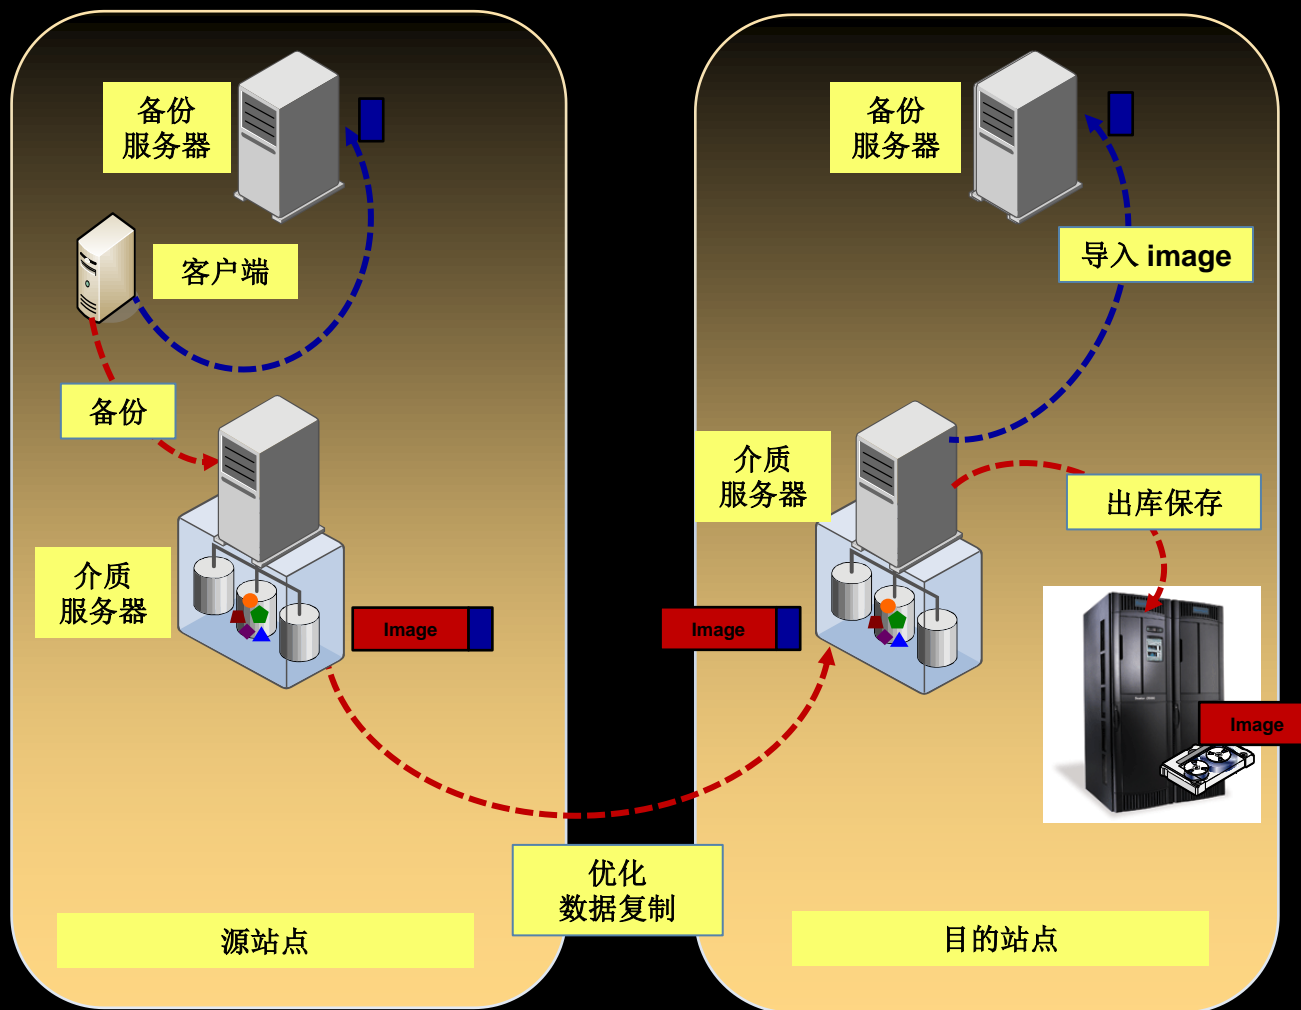 备份
服务器
客户端
备份
介质
服务器
Image
源站点
优化
数据复制
备份
服务器
导入 image
介质
服务器
出库保存
Image
Image
目的站点